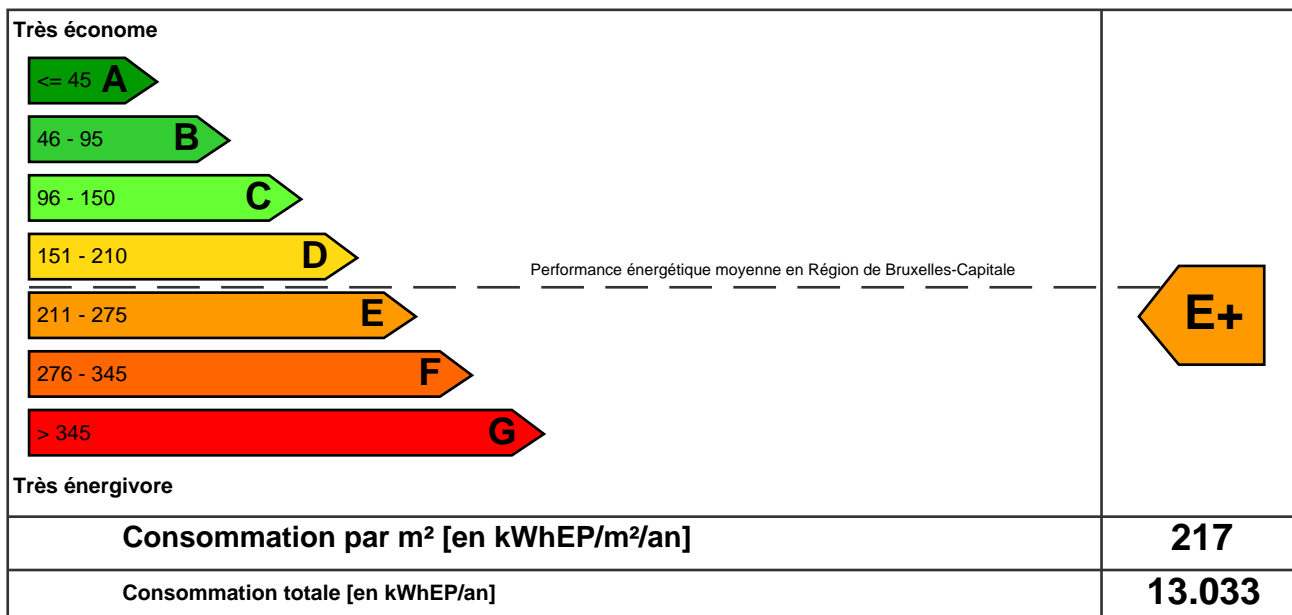 Très économe
<= 45 A
46 - 95 B
96 - 150 C
151 - 210 D
Performance énergétique moyenne en Région de Bruxelles-Capitale
211 - 275 E
E+
276 - 345 F
> 345 G
Très énergivore
Consommation par m² [en kWhEP/m²/an] 217
Consommation totale [en kWhEP/an] 13.033